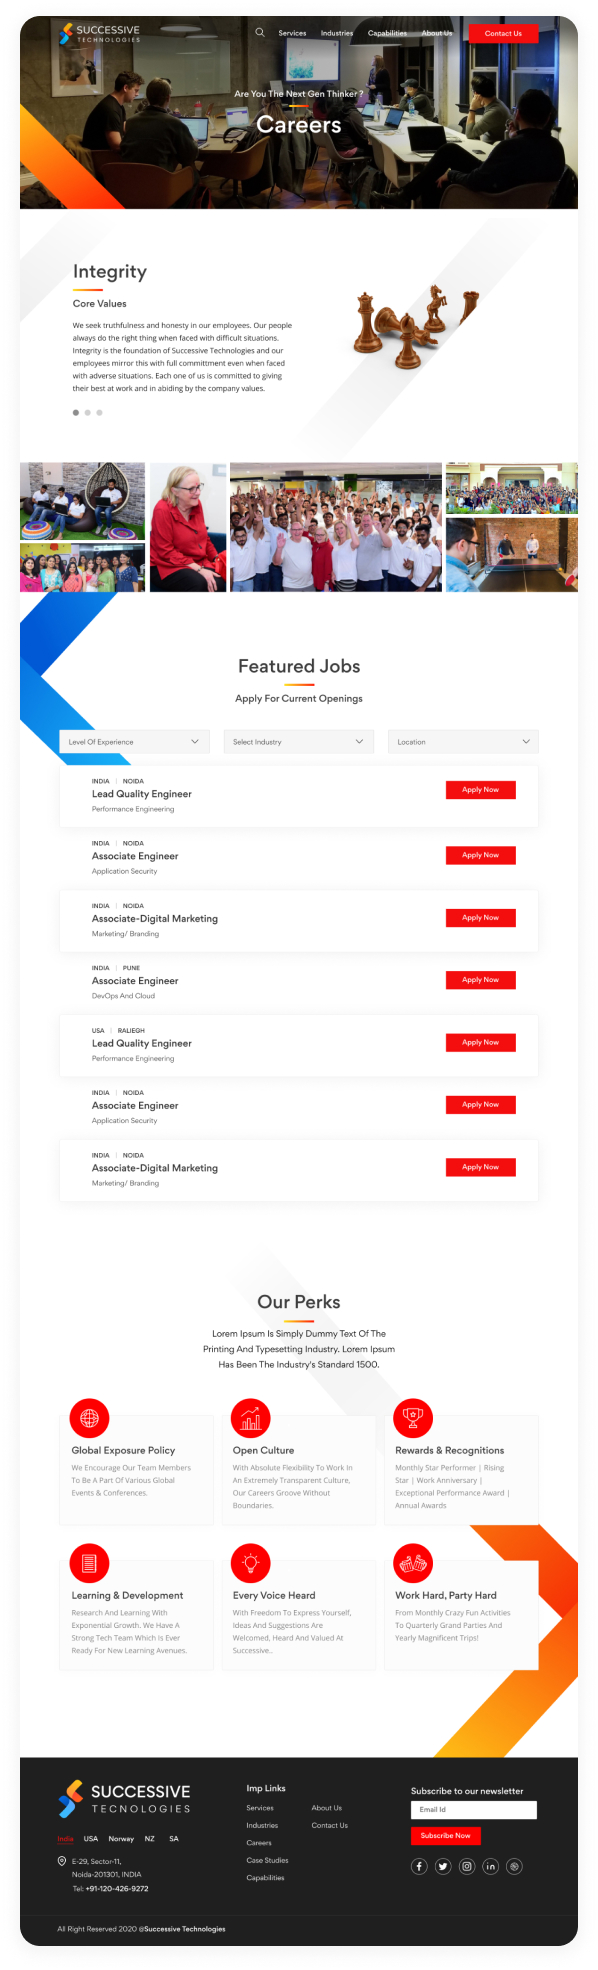 SUCCESSIVE
TECHNOLOGIES
Services
Industries
Capabilities
About Us
Contact Us
Are You The Next Gen Thinker ?
Careers
Integrity
Core Values
We seek truthfulness and honesty in our employees. Our people
always do the right thing when faced with difficult situations.
Integrity is the foundation of Successive Technologies and our
employees mirror this with full committment even when faced
with adverse situations. Each one of us is committed to giving
their best at work and in abiding by the company values.
Featured Jobs
Apply For Current Openings
Level Of Experience
Select Industry
Location
INDIA | NOIDA
Lead Quality Engineer
Performance Engineering
Apply Now
INDIA | NOIDA
Associate Engineer
Application Security
Apply Now
INDIA | NOIDA
Associate-Digital Marketing
Marketing/ Branding
Apply Now
INDIA | PUNE
Associate Engineer
DevOps And Cloud
Apply Now
USA | RALIEGH
Lead Quality Engineer
Performance Engineering
Apply Now
INDIA | NOIDA
Associate Engineer
Application Security
Apply Now
INDIA | NOIDA
Associate-Digital Marketing
Marketing/ Branding
Apply Now
Our Perks
Lorem Ipsum Is Simply Dummy Text Of The
Printing And Typesetting Industry. Lorem Ipsum
Has Been The Industry's Standard 1500.
Global Exposure Policy
We Encourage Our Team Members
To Be A Part Of Various Global
Events & Conferences.
Open Culture
With Absolute Flexibility To Work In
An Extremely Transparent Culture,
Our Careers Groove Without
Boundaries.
Rewards & Recognitions
Monthly Star Performer | Rising
Star | Work Anniversary |
Exceptional Performance Award |
Annual Awards
Learning & Development
Research And Learning With
Exponential Growth. We Have A
Strong Tech Team Which Is Ever
Ready For New Learning Avenues.
Every Voice Heard
With Freedom To Express Yourself,
Ideas And Suggestions Are
Welcomed, Heard And Valued At
Successive..
Work Hard, Party Hard
From Monthly Crazy Fun Activities
To Quarterly Grand Parties And
Yearly Magnificent Trips!
SUCCESSIVE
TECNOLOGIES
India USA Norway NZ SA
E-29, Sector-11,
Noida-201301, INDIA
Tel: +91-120-426-9272
Imp Links
Services
Industries
Careers
Case Studies
Capabilities
About Us
Contact Us
Subscribe to our newsletter
Email Id
Subscribe Now
All Right Reserved 2020 @Successive Technologies